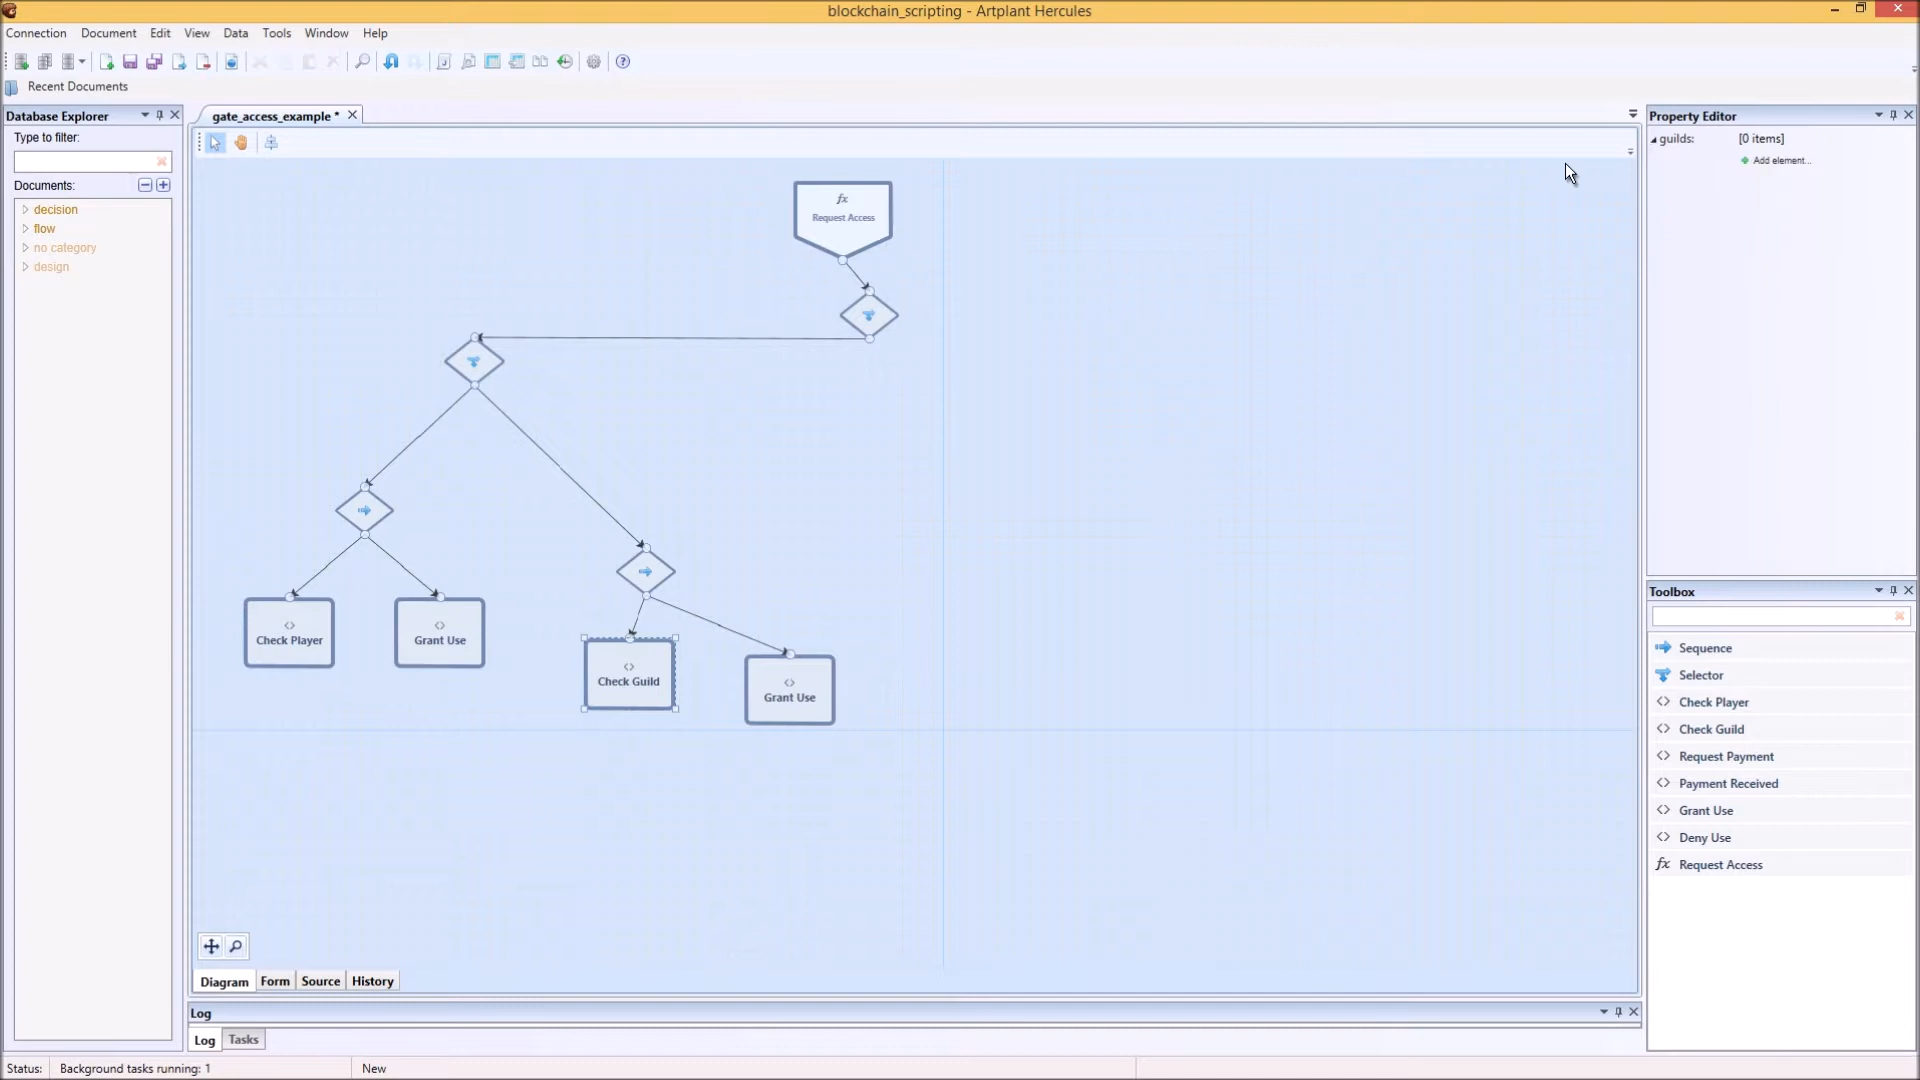 blockchain_scripting - Artplant Hercules
Connection Document Edit View Data Tools Window Help
Recent Documents
Database Explorer
Type to filter:
Documents:
decision
flow
no category
design
gate_access_example *
fx
Request Access
Check Player
Grant Use
Check Guild
Grant Use
Diagram Form Source History
Log
Log Tasks
Property Editor
guilds: [0 items]
Add element...
Toolbox
Sequence
Selector
<> Check Player
<> Check Guild
<> Request Payment
<> Payment Received
<> Grant Use
<> Deny Use
fx Request Access
Status: Background tasks running: 1 New